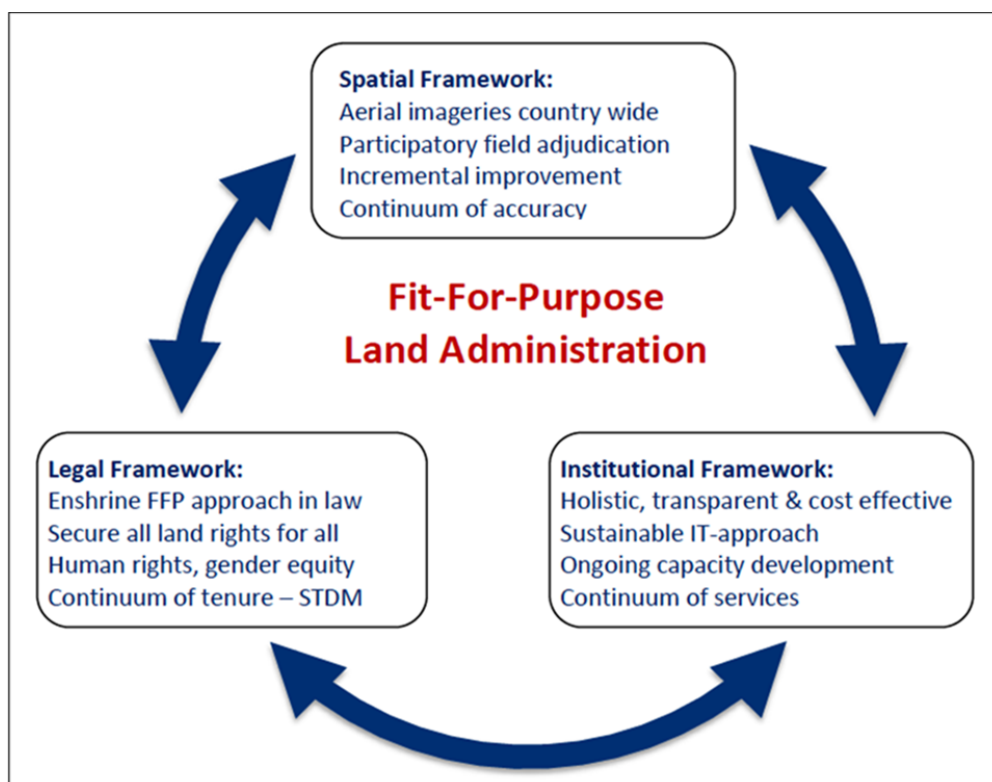 Spatial Framework:
Aerial imageries country wide
Participatory field adjudication
Incremental improvement
Continuum of accuracy
Fit-For-Purpose
Land Administration
Legal Framework:
Enshrine FFP approach in law
Secure all land rights for all
Human rights, gender equity
Continuum of tenure – STDM
Institutional Framework:
Holistic, transparent & cost effective
Sustainable IT-approach
Ongoing capacity development
Continuum of services